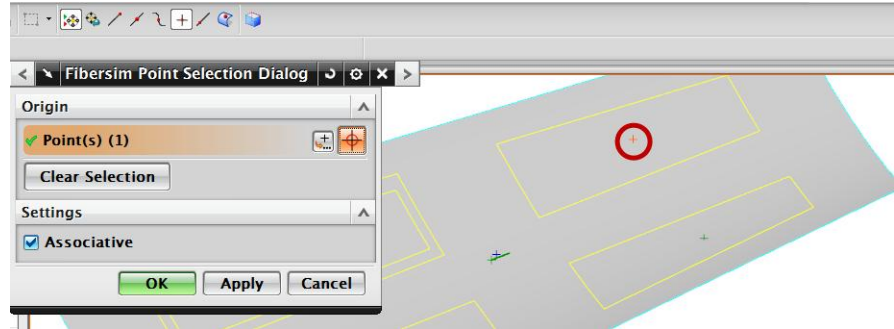 Fibersim Point Selection Dialog
Origin
Point(s) (1)
Clear Selection
Settings
Associative
OK Apply Cancel